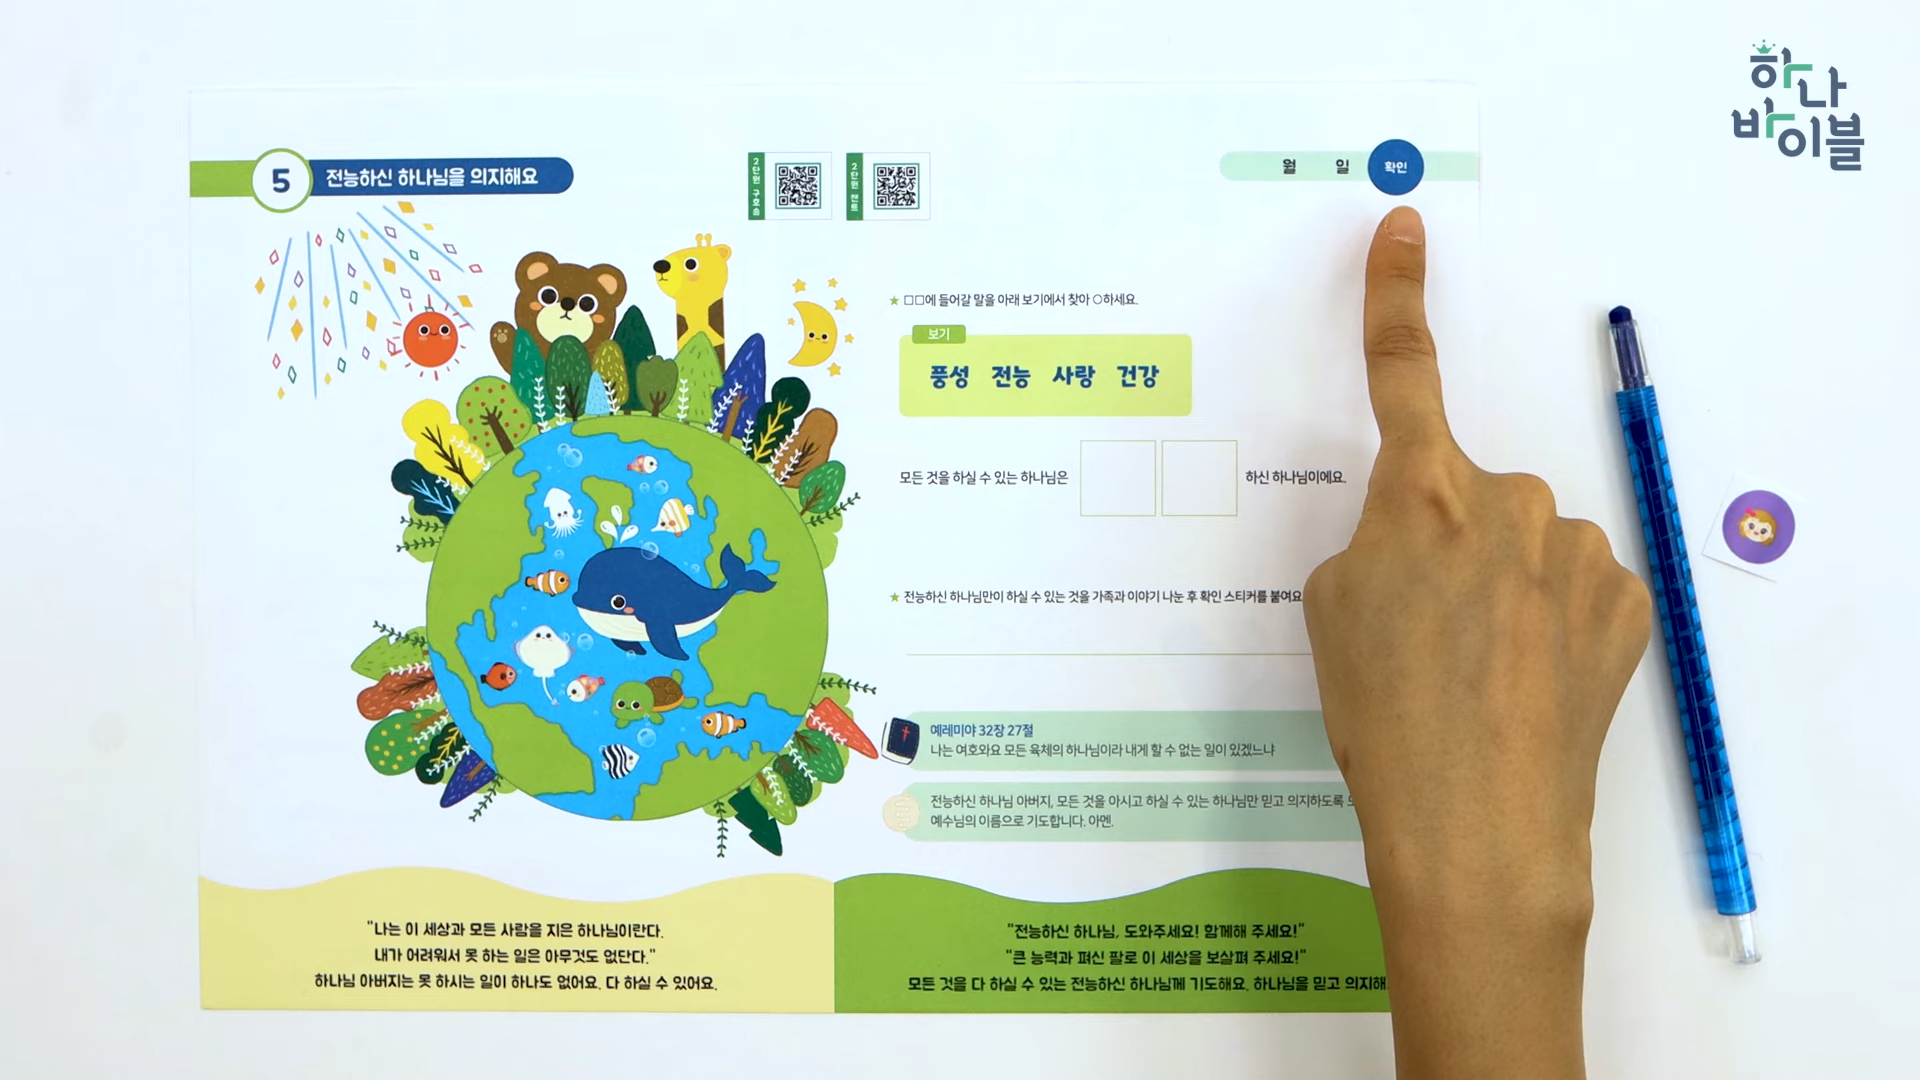 하나
바이블
5
전능하신 하나님을 의지해요
2단원 구호송
2단원 챈트
월 일 확인
★ □□에 들어갈 말을 아래 보기에서 찾아 ○하세요.
보기
풍성 전능 사랑 건강
모든 것을 하실 수 있는 하나님은 □ □ 하신 하나님이에요.
★ 전능하신 하나님만이 하실 수 있는 것을 가족과 이야기 나눈 후 확인 스티커를 붙여요
예레미야 32장 27절
나는 여호와요 모든 육체의 하나님이라 내게 할 수 없는 일이 있겠느냐
전능하신 하나님 아버지, 모든 것을 아시고 하실 수 있는 하나님만 믿고 의지하도록
예수님의 이름으로 기도합니다. 아멘.
"나는 이 세상과 모든 사람을 지은 하나님이란다.
내가 어려워서 못 하는 일은 아무것도 없단다."
하나님 아버지는 못 하시는 일이 하나도 없어요. 다 하실 수 있어요.
"전능하신 하나님, 도와주세요! 함께해 주세요!"
"큰 능력과 펴신 팔로 이 세상을 보살펴 주세요!"
모든 것을 다 하실 수 있는 전능하신 하나님께 기도해요. 하나님을 믿고 의지해